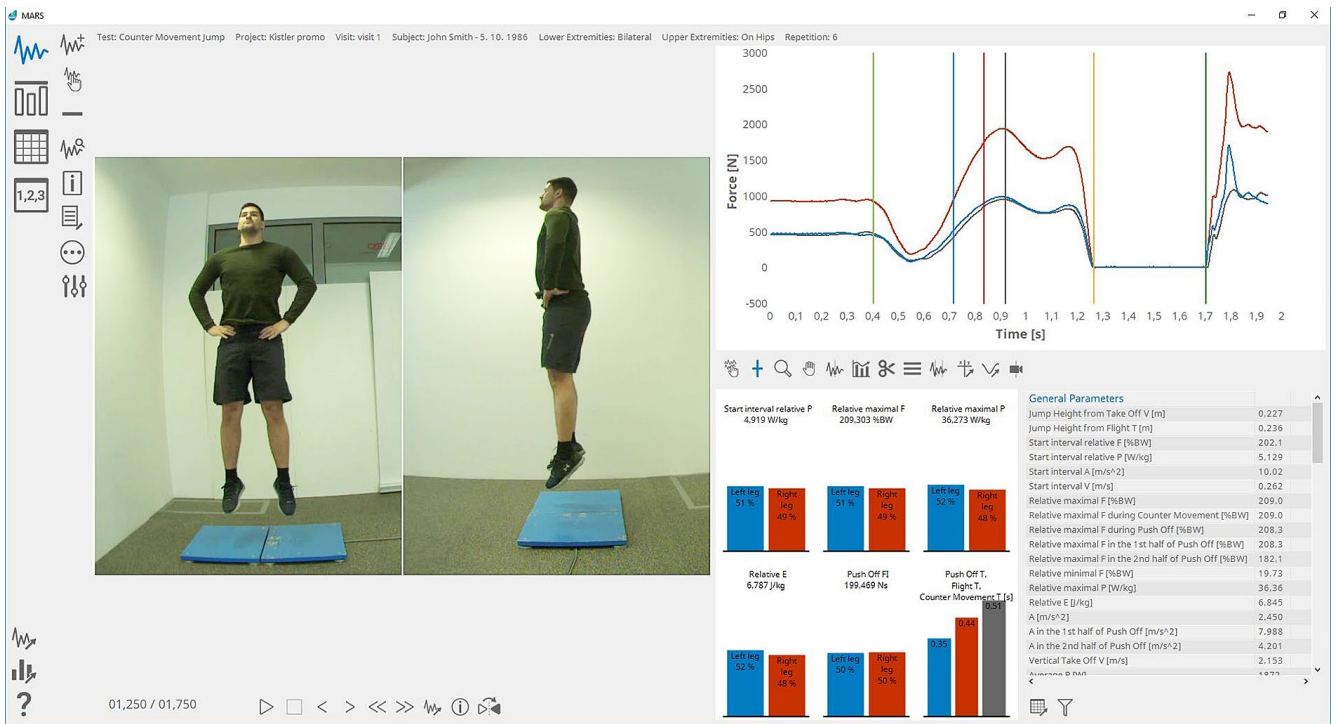 MARS
Test: Counter Movement Jump Project: Kistler promo Visit: visit 1 Subject: John Smith - 5. 10. 1986 Lower Extremities: Bilateral Upper Extremities: On Hips Repetition: 6
1,2,3
3000
2500
2000
1500
1000
500
0
-500
Force [N]
0 0,1 0,2 0,3 0,4 0,5 0,6 0,7 0,8 0,9 1 1,1 1,2 1,3 1,4 1,5 1,6 1,7 1,8 1,9 2
Time [s]
Start interval relative P
4,919 W/kg
Relative maximal F
209,303 %BW
Relative maximal P
36,273 W/kg
Left leg
51 %
Right
leg
49 %
Left leg
51 %
Right
leg
49 %
Left leg
52 %
Right
leg
48 %
Relative E
6,787 J/kg
Push Off FI
199,469 Ns
Push Off T,
Flight T,
Counter Movement T [s]
Left leg
52 %
Right
leg
48 %
Left leg
50 %
Right
leg
50 %
0,35
0,44
0,51
General Parameters
Jump Height from Take Off V [m] 0.227
Jump Height from Flight T [m] 0.236
Start interval relative F [%BW] 202,1
Start interval relative P [W/kg] 5,129
Start interval A [m/s^2] 10.02
Start interval V [m/s] 0.262
Relative maximal F [%BW] 209.0
Relative maximal F during Counter Movement [%BW] 209.0
Relative maximal F during Push Off [%BW] 208,3
Relative maximal F in the 1st half of Push Off [%BW] 208,3
Relative maximal F in the 2nd half of Push Off [%BW] 182,1
Relative minimal F [%BW] 19.73
Relative maximal P [W/kg] 36,36
Relative E [J/kg] 6,845
A [m/s^2] 2,450
A in the 1st half of Push Off [m/s^2] 7,988
A in the 2nd half of Push Off [m/s^2] 4,201
Vertical Take Off V [m/s] 2.153
Average P [W] 1872
01,250 / 01,750